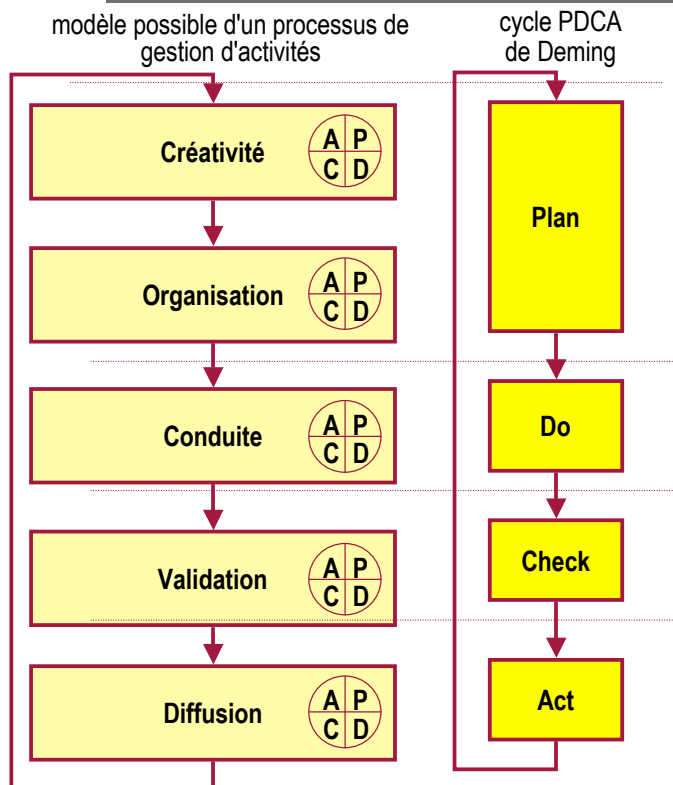 modèle possible d'un processus de
gestion d'activités
cycle PDCA
de Deming
Créativité
A P
C D
Organisation
A P
C D
Conduite
A P
C D
Validation
A P
C D
Diffusion
A P
C D
Plan
Do
Check
Act